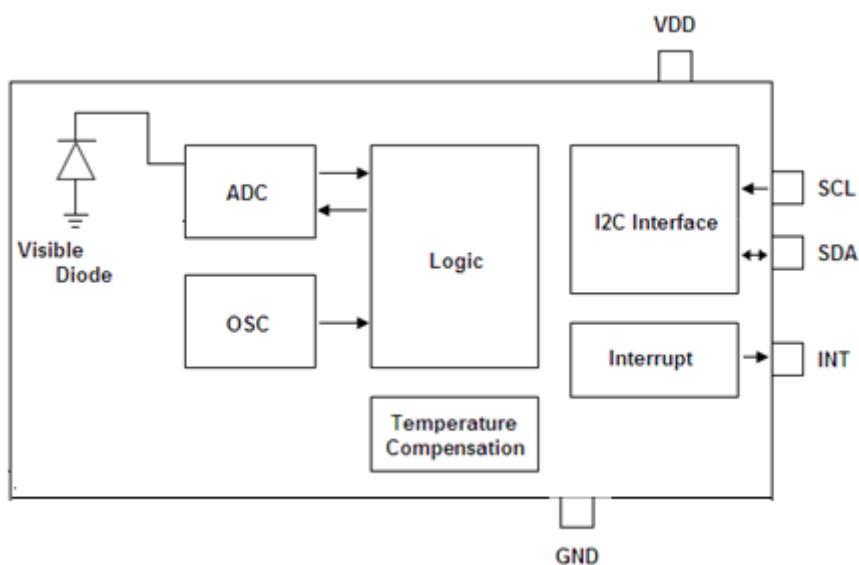 VDD
ADC
Logic
I2C Interface
SCL
SDA
Visible
Diode
OSC
Interrupt
INT
Temperature
Compensation
GND